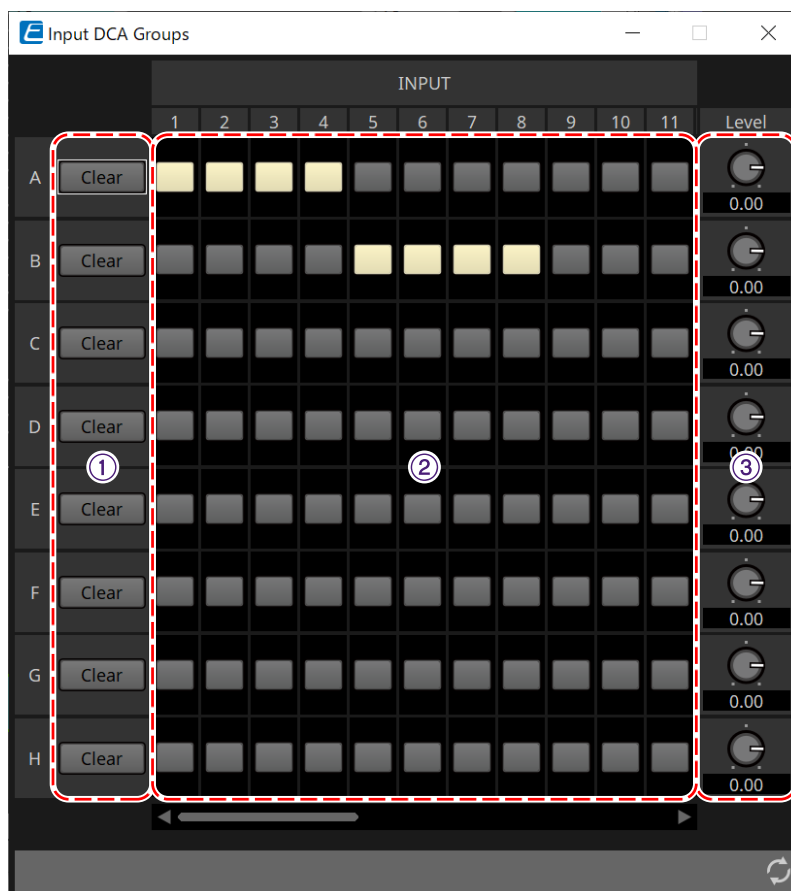 E Input DCA Groups
INPUT
1 2 3 4 5 6 7 8 9 10 11 Level
A Clear 0.00
B Clear 0.00
C Clear 0.00
D Clear
① ② ③
E Clear 0.00
F Clear 0.00
G Clear 0.00
H Clear 0.00